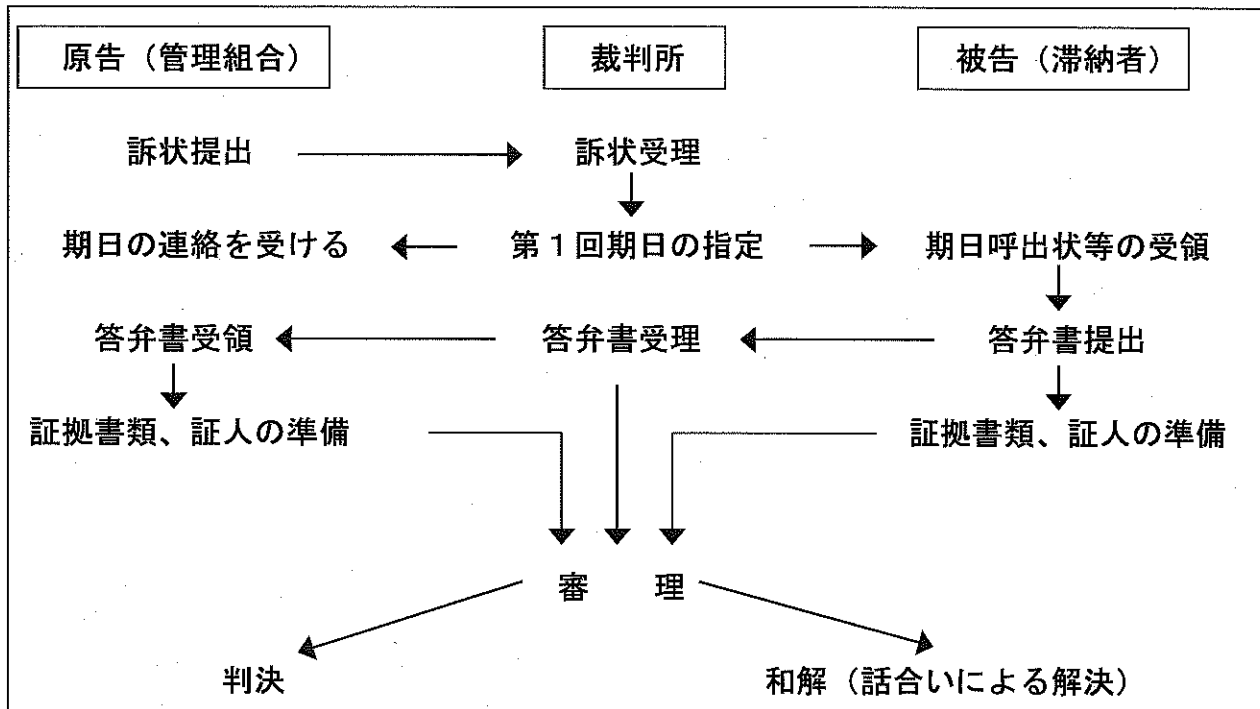 原告（管理組合） 裁判所 被告（滞納者）
訴状提出 訴状受理
期日の連絡を受ける 第１回期日の指定 期日呼出状等の受領
答弁書受領 答弁書受理 答弁書提出
証拠書類、証人の準備 証拠書類、証人の準備
審 理
判決 和解（話合いによる解決）